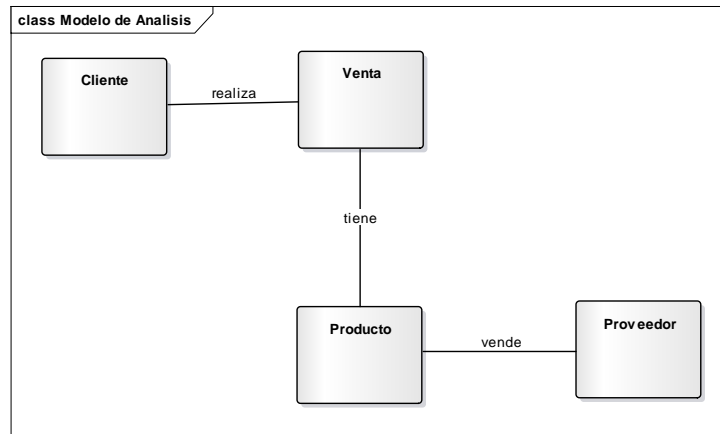 class Modelo de Analisis
Cliente
realiza
Venta
tiene
Producto
vende
Proveedor